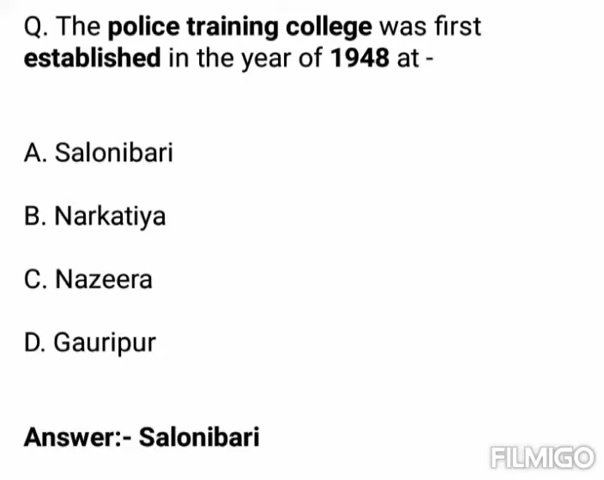 Q. The police training college was first
established in the year of 1948 at -
A. Salonibari
B. Narkatiya
C. Nazeera
D. Gauripur
Answer:- Salonibari
FILMIGO